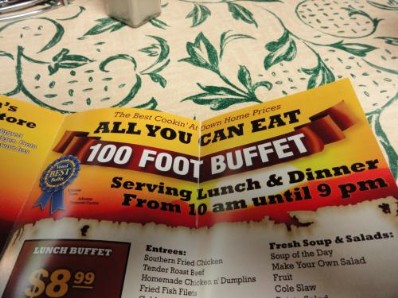 's
tore
The Best Cookin' At Down Home Prices
ALL YOU CAN EAT
100 FOOT BUFFET
BEST
Serving Lunch & Dinner
From 10 am until 9 pm
LUNCH BUFFET
$8.99
Entrees:
Southern Fried Chicken
Tender Roast Beef
Homemade Chicken n' Dumplins
Fried Fish Filets
Fresh Soup & Salads:
Soup of the Day
Make Your Own Salad
Fruit
Cole Slaw